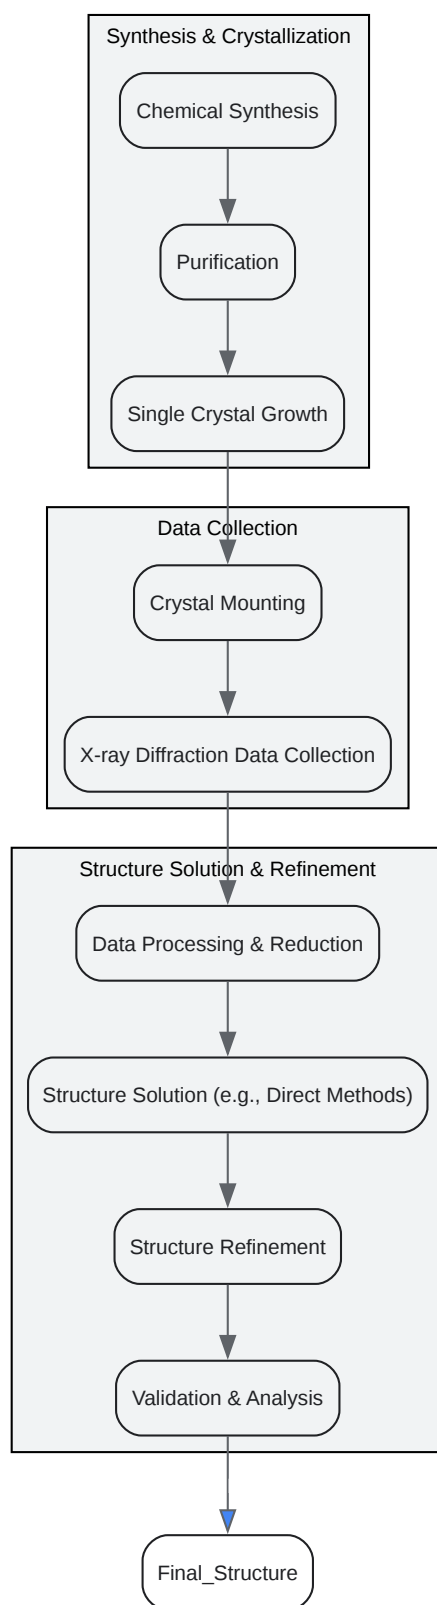 Synthesis & Crystallization
Chemical Synthesis
Purification
Single Crystal Growth
Data Collection
Crystal Mounting
X-ray Diffraction Data Collection
Structure Solution & Refinement
Data Processing & Reduction
Structure Solution (e.g., Direct Methods)
Structure Refinement
Validation & Analysis
Final_Structure